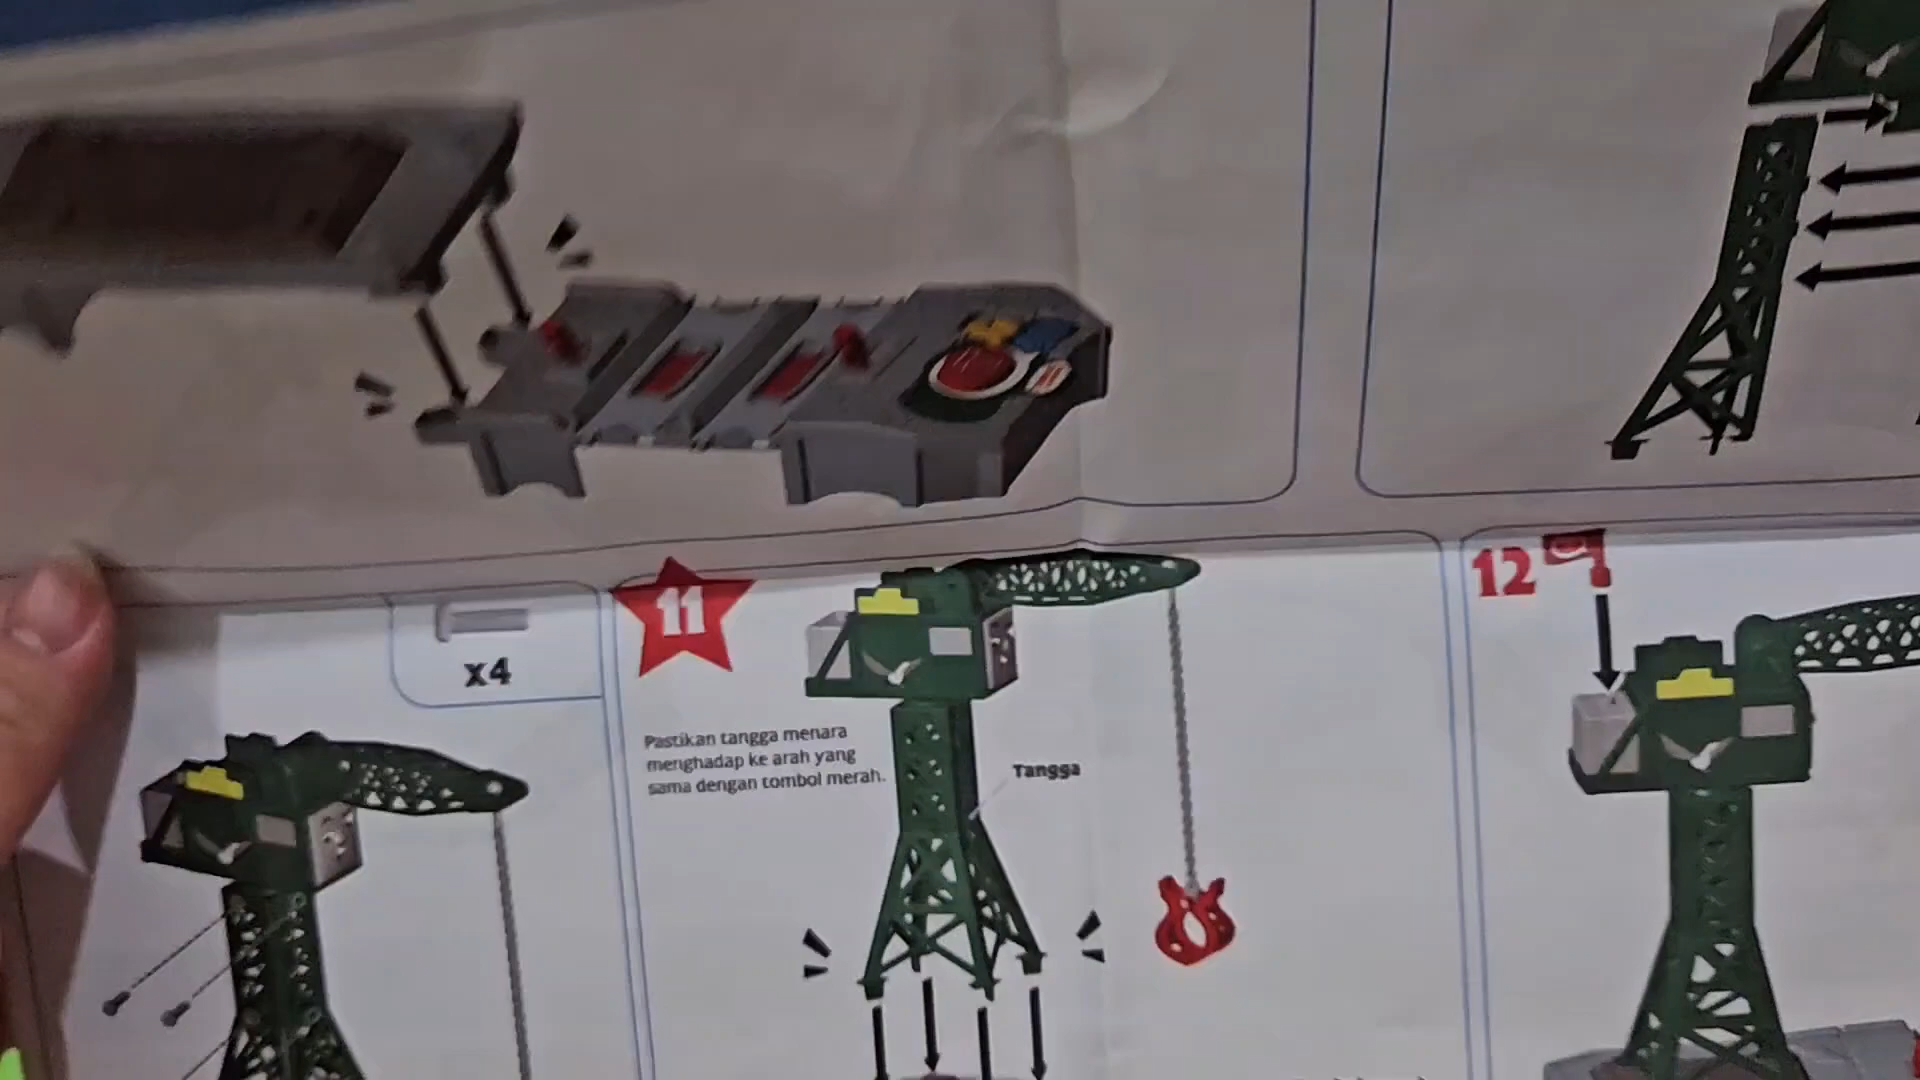 x4
11
Pastikan tangga menara
menghadap ke arah yang
sama dengan tombol merah.
Tangga
12